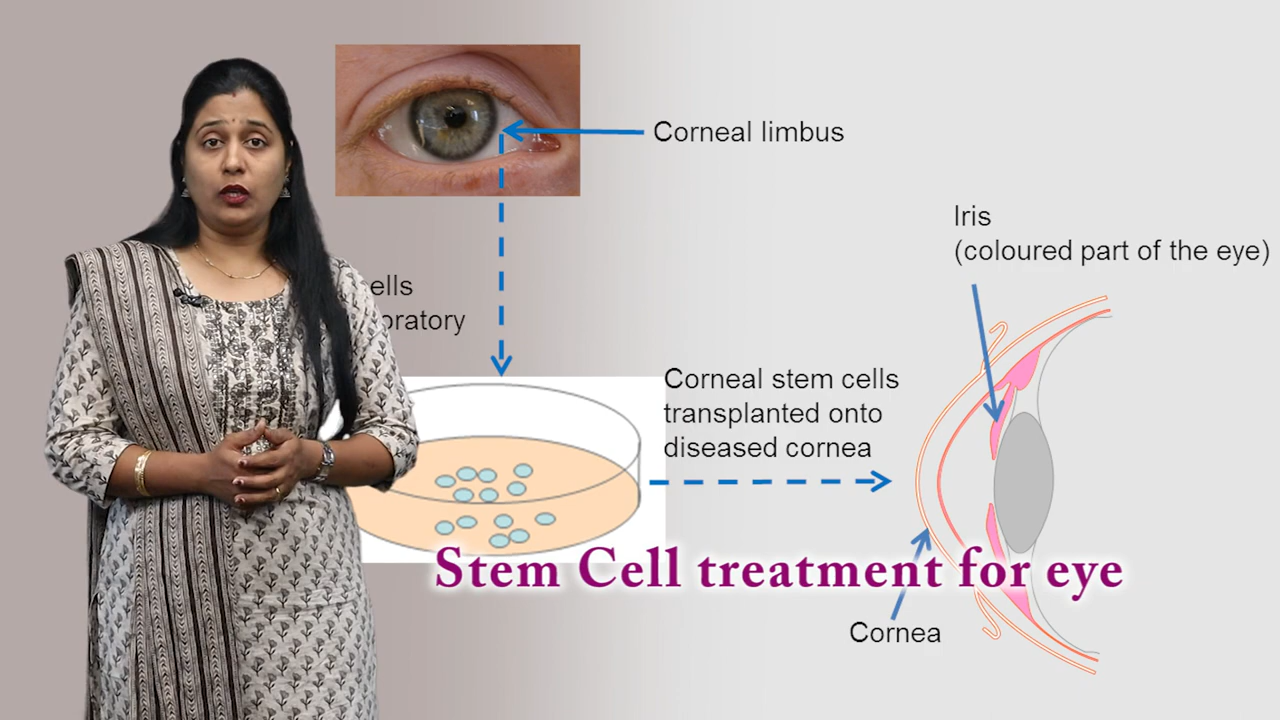 Corneal limbus
Iris
(coloured part of the eye)
ells
oratory
Corneal stem cells
transplanted onto
diseased cornea
Stem Cell treatment for eye
Cornea